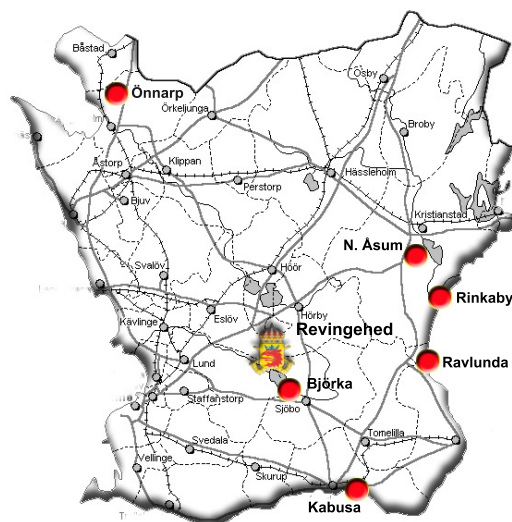 Båstad
Önnarp
Osby
Örkeljunga
Broby
Åstorp
Klippan
Hässleholm
Perstorp
Bjuv
Kristianstad
N. Åsum
Svalöv
Höör
Rinkaby
Eslöv
Hörby
Kävlinge
Revingehed
Lund
Ravlunda
Björka
Staffanstorp
Sjöbo
Tomelilla
Svedala
Vellinge
Skurup
Kabusa